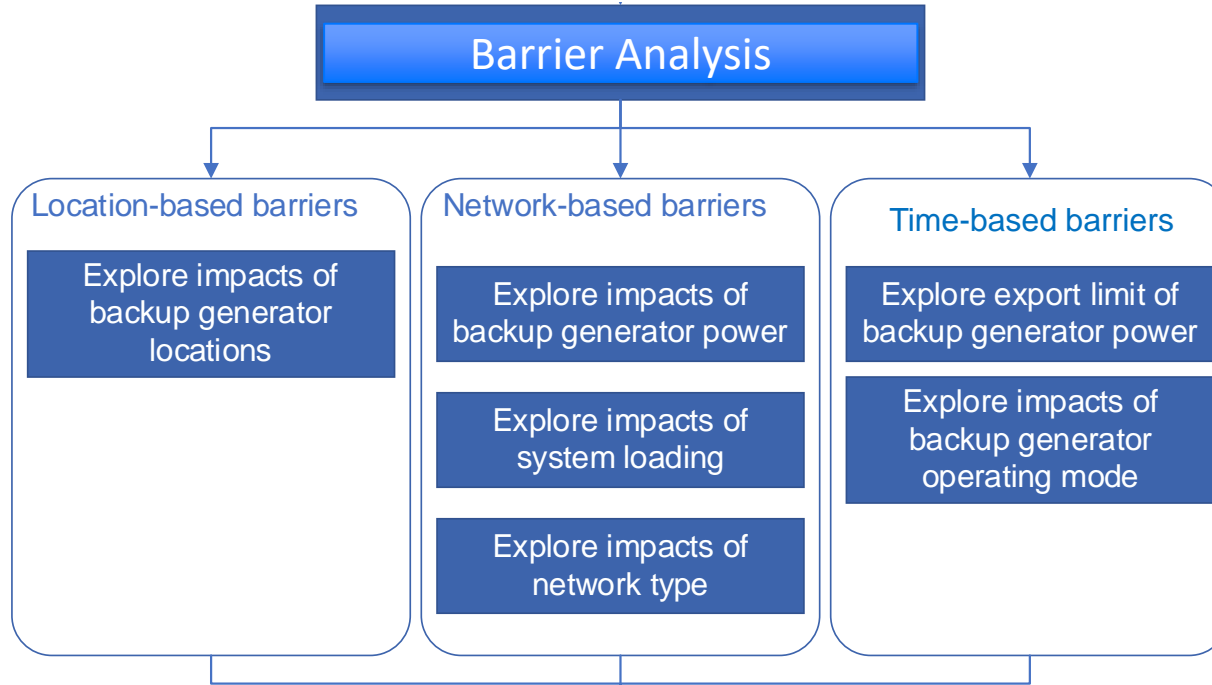 Barrier Analysis
Location-based barriers
Explore impacts of
backup generator
locations
Network-based barriers
Explore impacts of
backup generator power
Explore impacts of
system loading
Explore impacts of
network type
Time-based barriers
Explore export limit of
backup generator power
Explore impacts of
backup generator
operating mode